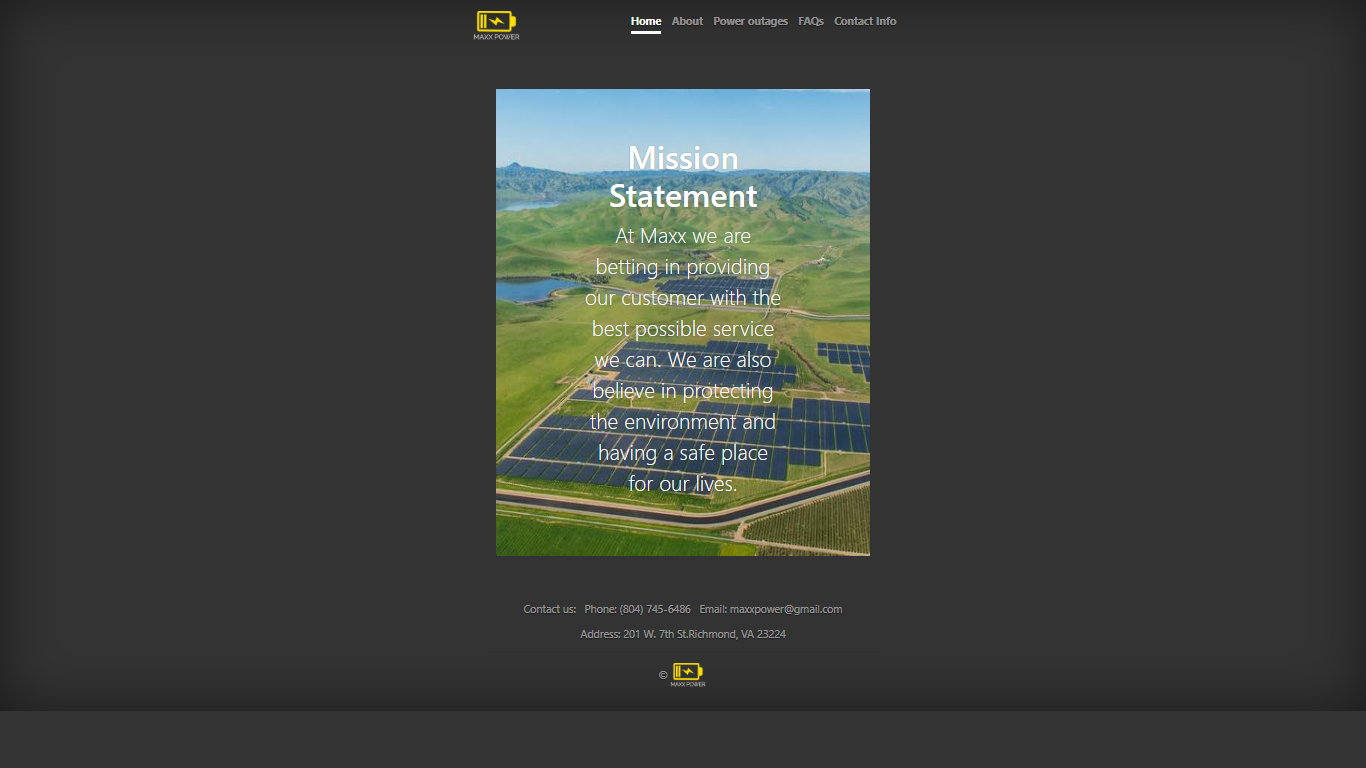 MAXX POWER
Home About Power outages FAQs Contact Info
Mission
Statement
At Maxx we are
betting in providing
our customer with the
best possible service
we can. We are also
believe in protecting
the environment and
having a safe place
for our lives.
Contact us: Phone: (804) 745-6486 Email: maxxpower@gmail.com
Address: 201 W. 7th St.Richmond, VA 23224
© MAXX POWER